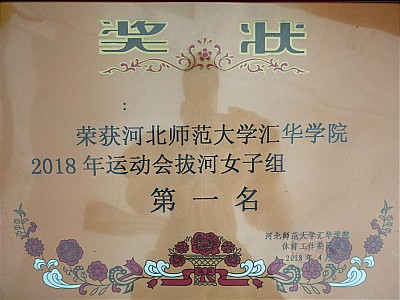 奖状
:
荣获河北师范大学汇华学院
2018年运动会拔河女子组
第一名
河北师范大学汇华学院
体育工作委员会
2018年4月